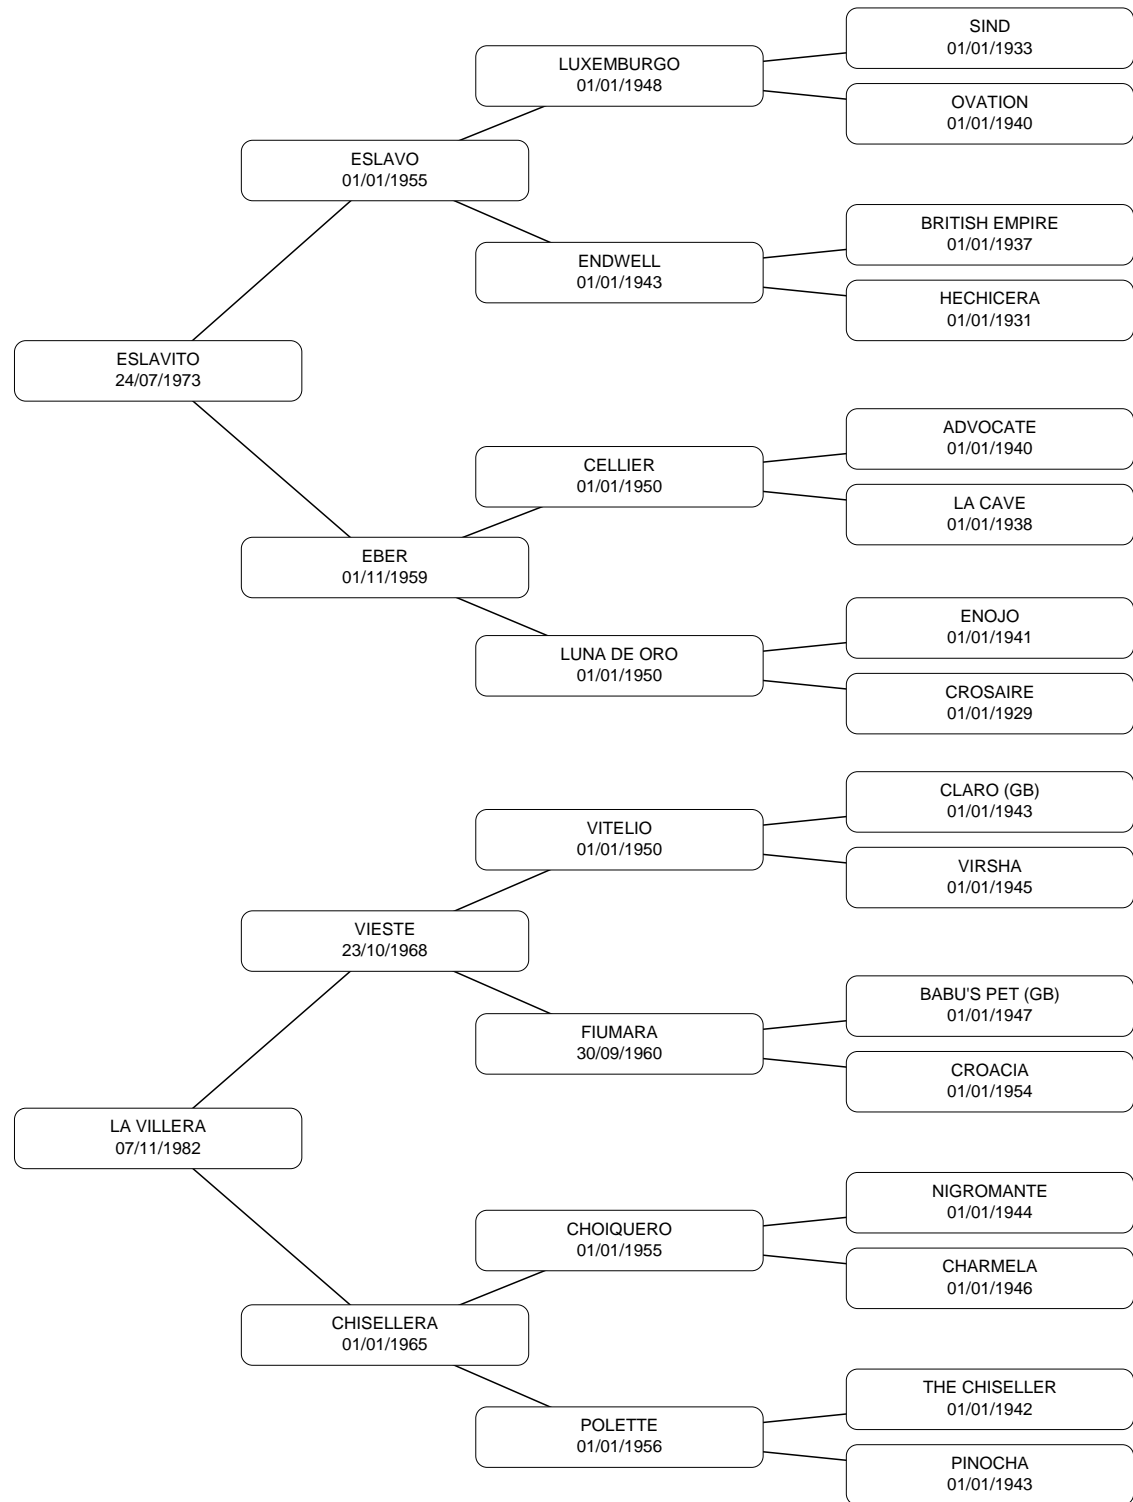 SIND
01/01/1933
LUXEMBURGO
01/01/1948
OVATION
01/01/1940
ESLAVO
01/01/1955
BRITISH EMPIRE
01/01/1937
ENDWELL
01/01/1943
HECHICERA
01/01/1931
ESLAVITO
24/07/1973
ADVOCATE
01/01/1940
CELLIER
01/01/1950
LA CAVE
01/01/1938
EBER
01/11/1959
ENOJO
01/01/1941
LUNA DE ORO
01/01/1950
CROSAIRE
01/01/1929
CLARO (GB)
01/01/1943
VITELIO
01/01/1950
VIRSHA
01/01/1945
VIESTE
23/10/1968
BABU'S PET (GB)
01/01/1947
FIUMARA
30/09/1960
CROACIA
01/01/1954
LA VILLERA
07/11/1982
NIGROMANTE
01/01/1944
CHOIQUERO
01/01/1955
CHARMELA
01/01/1946
CHISELLERA
01/01/1965
THE CHISELLER
01/01/1942
POLETTE
01/01/1956
PINOCHA
01/01/1943